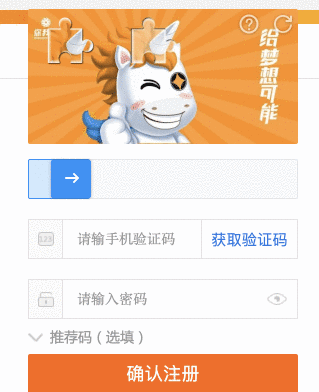 给梦想可能
请输手机验证码 获取验证码
请输入密码
推荐码（选填）
确认注册